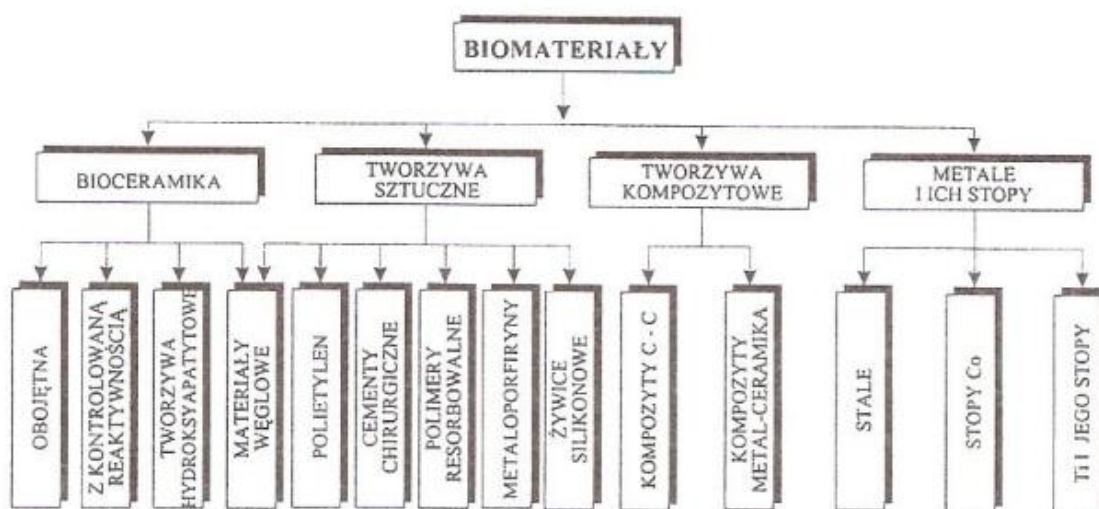 BIOMATERIAŁY
BIOCERAMIKA
TWORZYWA
SZTUCZNE
TWORZYWA
KOMPOZYTOWE
METALE
I ICH STOPY
OBOJĘTNA
Z KONTROLOWANĄ
REAKTYWNOŚCIĄ
TWORZYWA
HYDROKSYAPATYTOWE
MATERIAŁY
WĘGLOWE
POLIETYLEN
CEMENTY
CHIRURGICZNE
POLIMERY
RESORBOWALNE
METALOPORFIRYNY
ŻYWICE
SILIKONOWE
KOMPOZYTY C - C
KOMPOZYTY
METAL-CERAMIKA
STALE
STOPY Co
Ti I JEGO STOPY